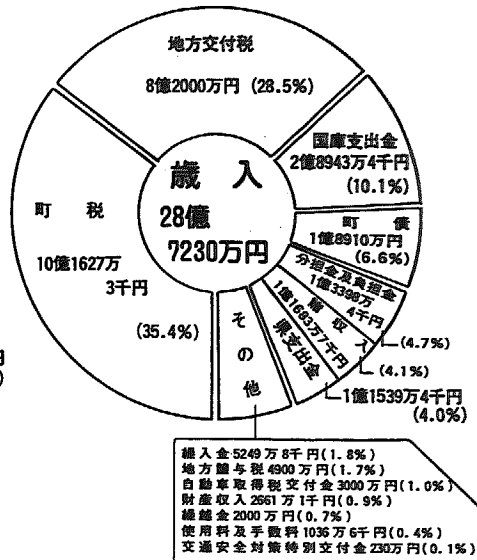 地方交付税
8億2000万円 (28.5%)
国庫支出金
2億8943万4千円
(10.1%)
町債
1億8910万円
(6.6%)
分担金及負担金
1億3398万
4千円
(4.7%)
諸収入
1億1683万7千円
(4.1%)
県支出金
1億1539万4千円
(4.0%)
その他
町税
10億1627万
3千円
(35.4%)
歳入
28億
7230万円
円
)
繰入金5249万8千円(1.8%)
地方譲与税4900万円(1.7%)
自動車取得税交付金3000万円(1.0%)
財産収入2661万1千円(0.9%)
繰越金2000万円(0.7%)
使用料及手数料1036万6千円(0.4%)
交通安全対策特別交付金230万円(0.1%)